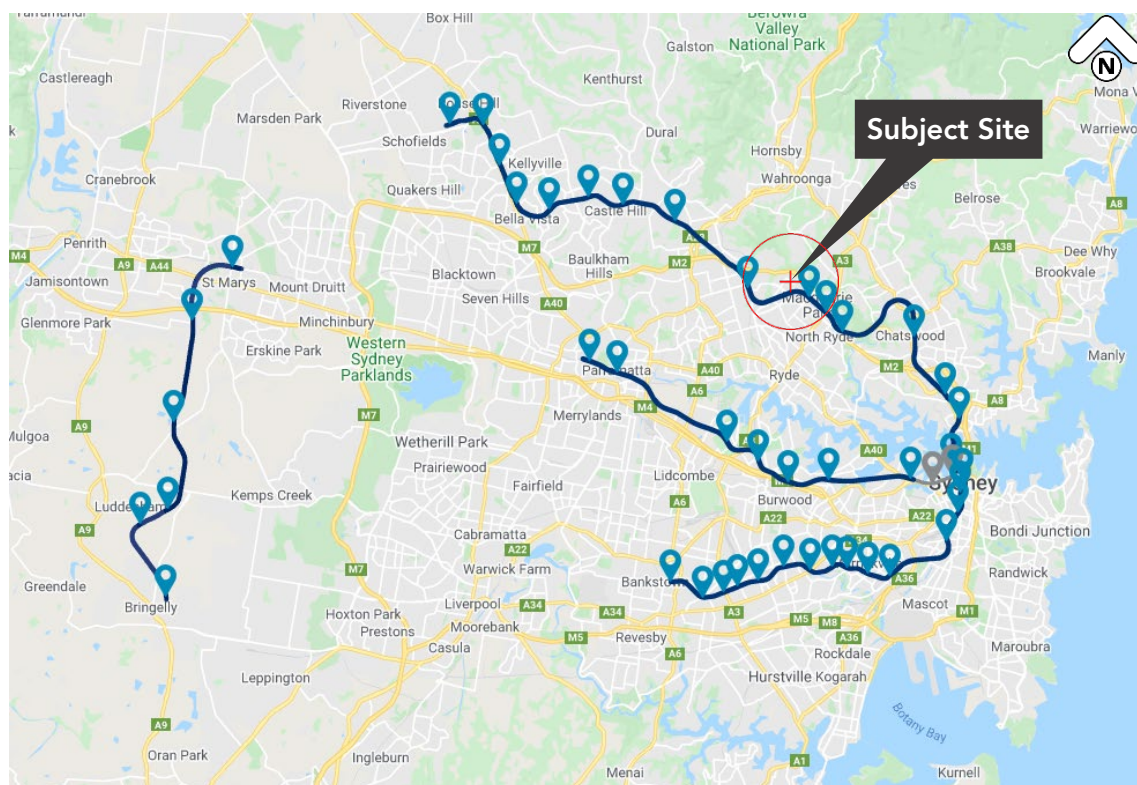 Box Hill
Berowra
Valley
National Park
Galston
N
Castlereagh
Kenthurst
Riverstone
Mona V
Marsden Park
Dural
Subject Site
Warriewo
Schofields
Hornsby
Kellyville
Wahroonga
Cranebrook
Quakers Hill
Belrose
A8
Castle Hill
Bella Vista
Penrith
M4
A9
A44
M7
A3
A38
Dee Why
Baulkham
Hills
M2
Brookvale
Jamisontown
St Marys
Mount Druitt
Blacktown
Seven Hills
A40
Glenmore Park
Minchinbury
North Ryde
Chatswood
Erskine Park
Western
Sydney
Parklands
Manly
M2
Parramatta
A40
Ryde
A6
A8
M4
Merrylands
M7
A9
Mulgoa
Wetherill Park
A40
M1
Prairiewood
Lidcombe
Sydney
Luddenham
Kemps Creek
Fairfield
Burwood
A6
A22
A22
A9
Bondi Junction
Cabramatta
A22
A34
Greendale
M7
Warwick Farm
Bankstown
A36
Randwick
Bringelly
Hoxton Park
Liverpool
A34
A34
A3
Mascot
M1
Prestons
Moorebank
M5
Revesby
M5
M8
A36
Maroubra
Casula
A6
Rockdale
Leppington
Hurstville
Kogarah
A9
Botany Bay
Oran Park
Ingleburn
A1
Menai
Kurnell